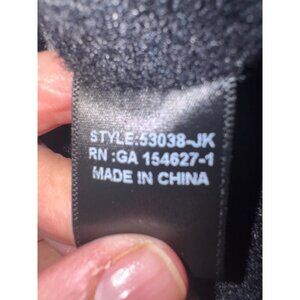 STYLE:53038-JK
RN :GA 154627-1
MADE IN CHINA